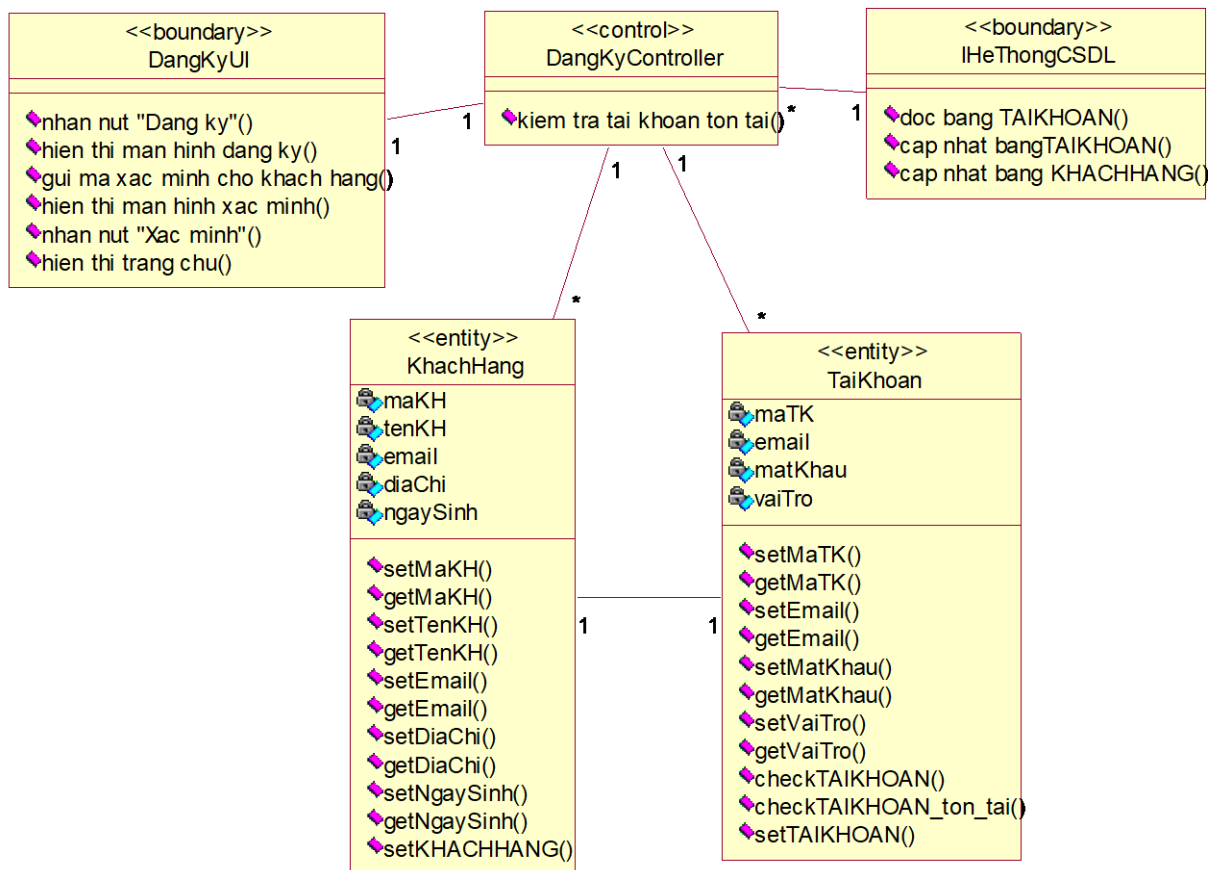 <<boundary>>
DangKyUI
nhan nut "Dang ky"()
hien thi man hinh dang ky()
gui ma xac minh cho khach hang()
hien thi man hinh xac minh()
nhan nut "Xac minh"()
hien thi trang chu()
1
1
<<control>>
DangKyController
kiem tra tai khoan ton tai()
*
1
<<boundary>>
IHeThongCSDL
doc bang TAIKHOAN()
cap nhat bangTAIKHOAN()
cap nhat bang KHACHHANG()
1
1
*
*
<<entity>>
KhachHang
maKH
tenKH
email
diaChi
ngaySinh
setMaKH()
getMaKH()
setTenKH()
getTenKH()
setEmail()
getEmail()
setDiaChi()
getDiaChi()
setNgaySinh()
getNgaySinh()
setKHACHHANG()
1
1
<<entity>>
TaiKhoan
maTK
email
matKhau
vaiTro
setMaTK()
getMaTK()
setEmail()
getEmail()
setMatKhau()
getMatKhau()
setVaiTro()
getVaiTro()
checkTAIKHOAN()
checkTAIKHOAN_ton_tai()
setTAIKHOAN()